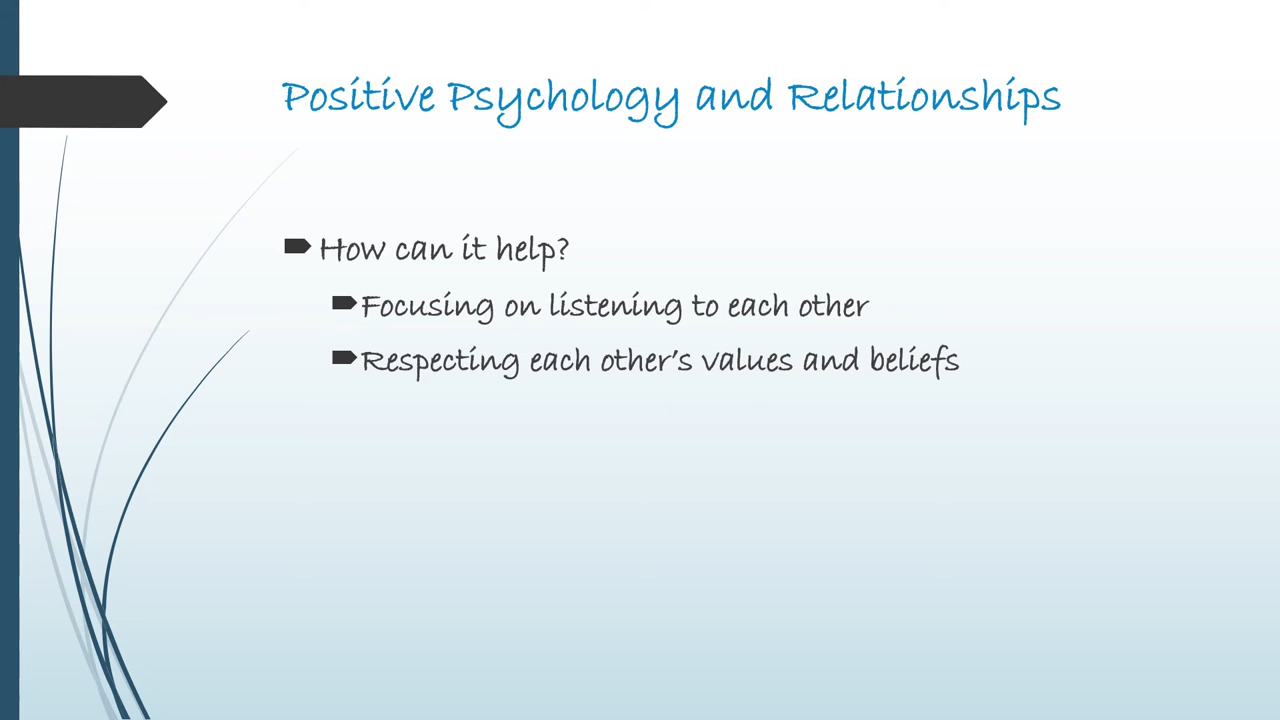 Positive Psychology and Relationships
How can it help?
Focusing on listening to each other
Respecting each other's values and beliefs